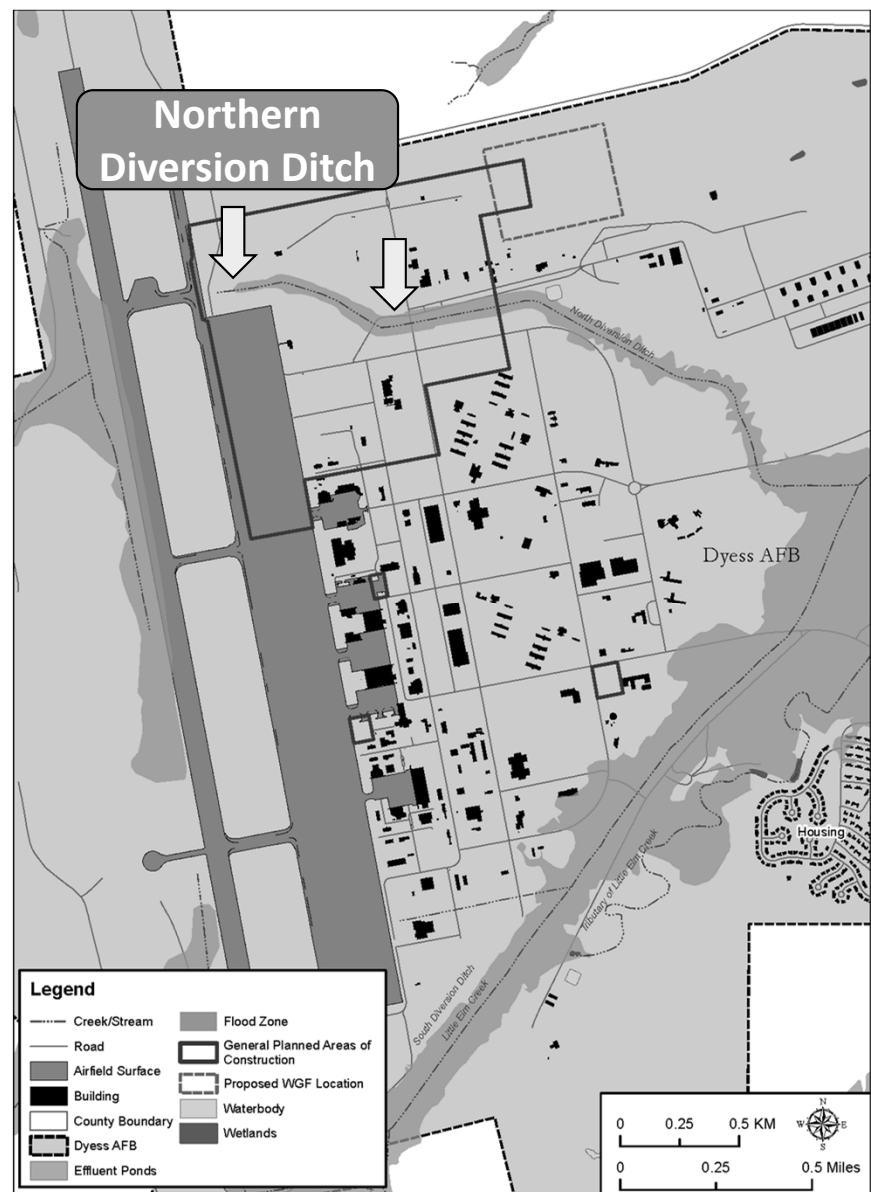 Northern
Diversion Ditch
North Diversion Ditch
Dyess AFB
Housing
Tributary of Little Elm Creek
South Diversion Ditch
Little Elm Creek
Legend
Creek/Stream
Road
Airfield Surface
Building
County Boundary
Dyess AFB
Effluent Ponds
Flood Zone
General Planned Areas of
Construction
Proposed WGF Location
Waterbody
Wetlands
N
W E
S
0 0.25 0.5 KM
0 0.25 0.5 Miles